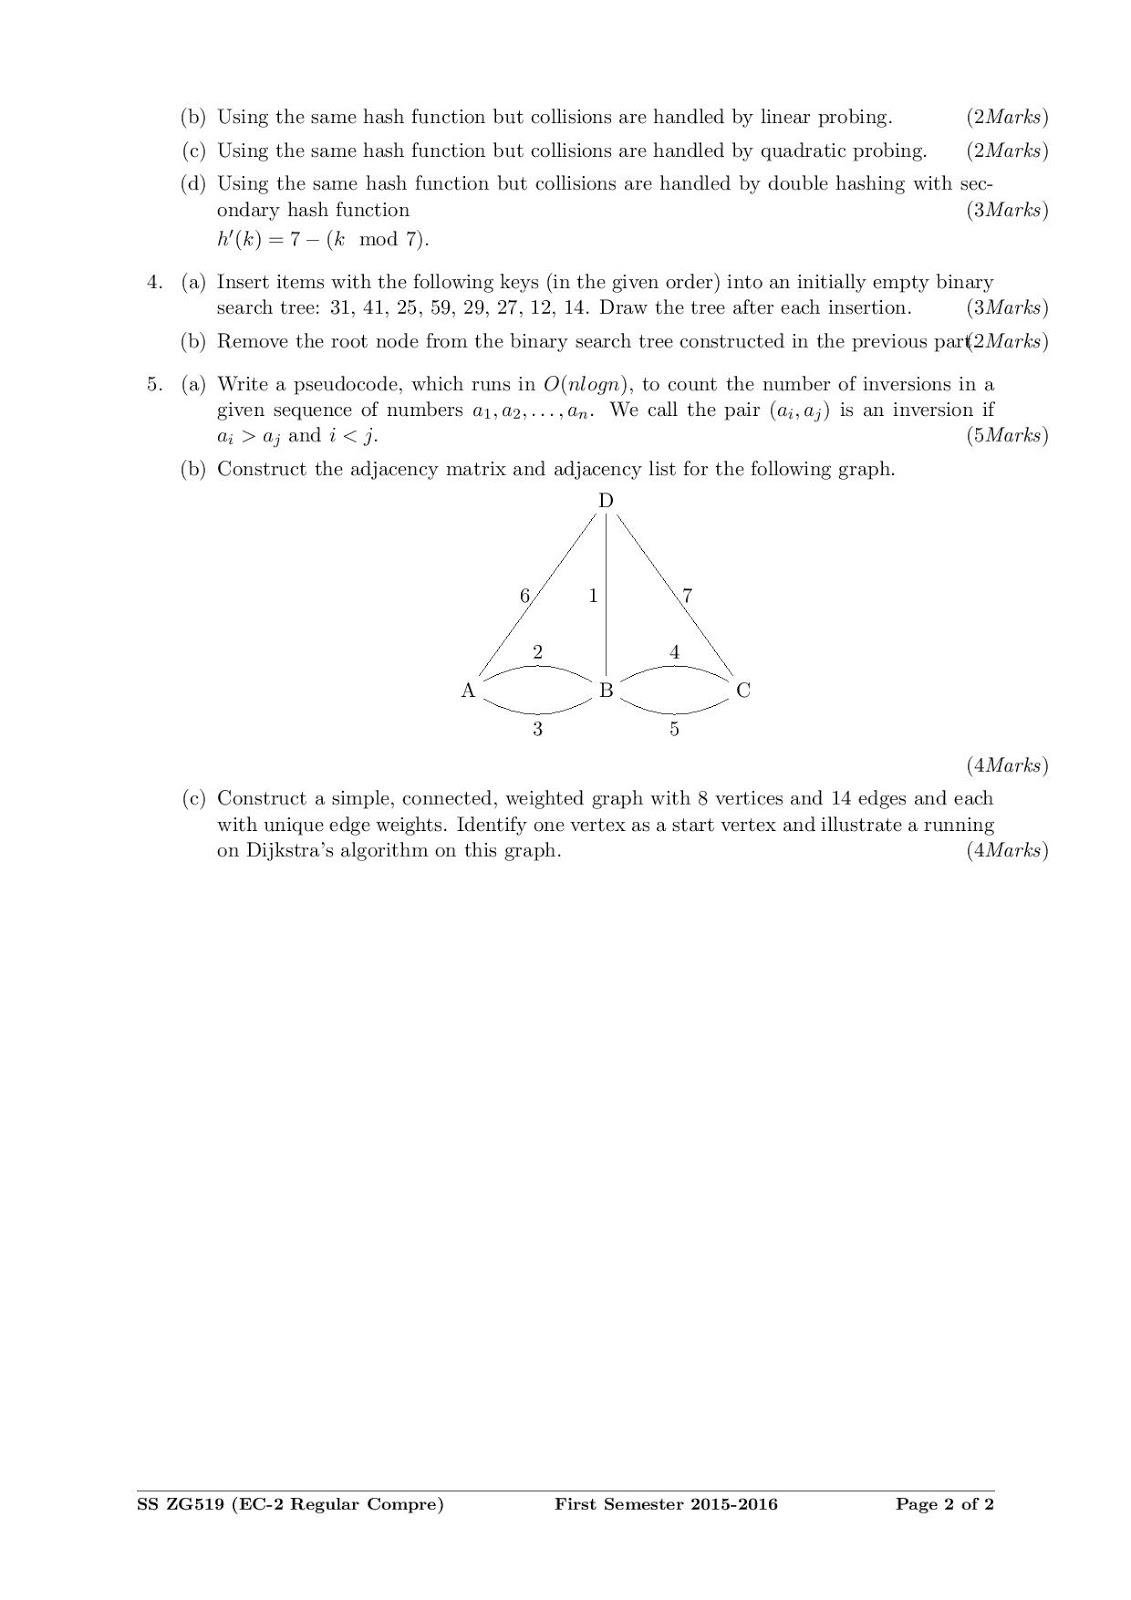 (b) Using the same hash function but collisions are handled by linear probing. (2Marks)
(c) Using the same hash function but collisions are handled by quadratic probing. (2Marks)
(d) Using the same hash function but collisions are handled by double hashing with sec-
ondary hash function (3Marks)
h′(k) = 7 − (k mod 7).
4. (a) Insert items with the following keys (in the given order) into an initially empty binary
search tree: 31, 41, 25, 59, 29, 27, 12, 14. Draw the tree after each insertion. (3Marks)
(b) Remove the root node from the binary search tree constructed in the previous part(2Marks)
5. (a) Write a pseudocode, which runs in O(nlogn), to count the number of inversions in a
given sequence of numbers a₁, a₂, . . . , aₙ. We call the pair (aᵢ, aⱼ) is an inversion if
aᵢ > aⱼ and i < j. (5Marks)
(b) Construct the adjacency matrix and adjacency list for the following graph.
D
6 1 7
2 4
A B C
3 5
(4Marks)
(c) Construct a simple, connected, weighted graph with 8 vertices and 14 edges and each
with unique edge weights. Identify one vertex as a start vertex and illustrate a running
on Dijkstra's algorithm on this graph. (4Marks)
SS ZG519 (EC-2 Regular Compre) First Semester 2015-2016 Page 2 of 2